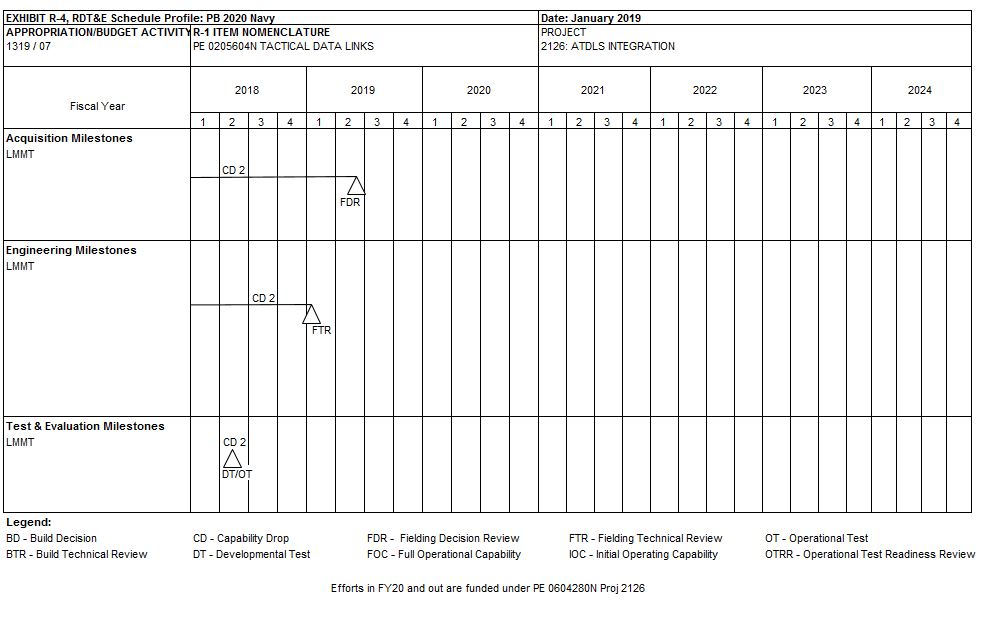 EXHIBIT R-4, RDT&E Schedule Profile: PB 2020 Navy Date: January 2019
APPROPRIATION/BUDGET ACTIVITY R-1 ITEM NOMENCLATURE PROJECT
1319 / 07 PE 0205604N TACTICAL DATA LINKS 2126: ATDLS INTEGRATION
2018 2019 2020 2021 2022 2023 2024
Fiscal Year
1 2 3 4 1 2 3 4 1 2 3 4 1 2 3 4 1 2 3 4 1 2 3 4 1 2 3 4
Acquisition Milestones
LMMT
CD 2
FDR
Engineering Milestones
LMMT
CD 2
FTR
Test & Evaluation Milestones
LMMT CD 2
DT/OT
Legend:
BD - Build Decision CD - Capability Drop FDR - Fielding Decision Review FTR - Fielding Technical Review OT - Operational Test
BTR - Build Technical Review DT - Developmental Test FOC - Full Operational Capability IOC - Initial Operating Capability OTRR - Operational Test Readiness Review
Efforts in FY20 and out are funded under PE 0604280N Proj 2126